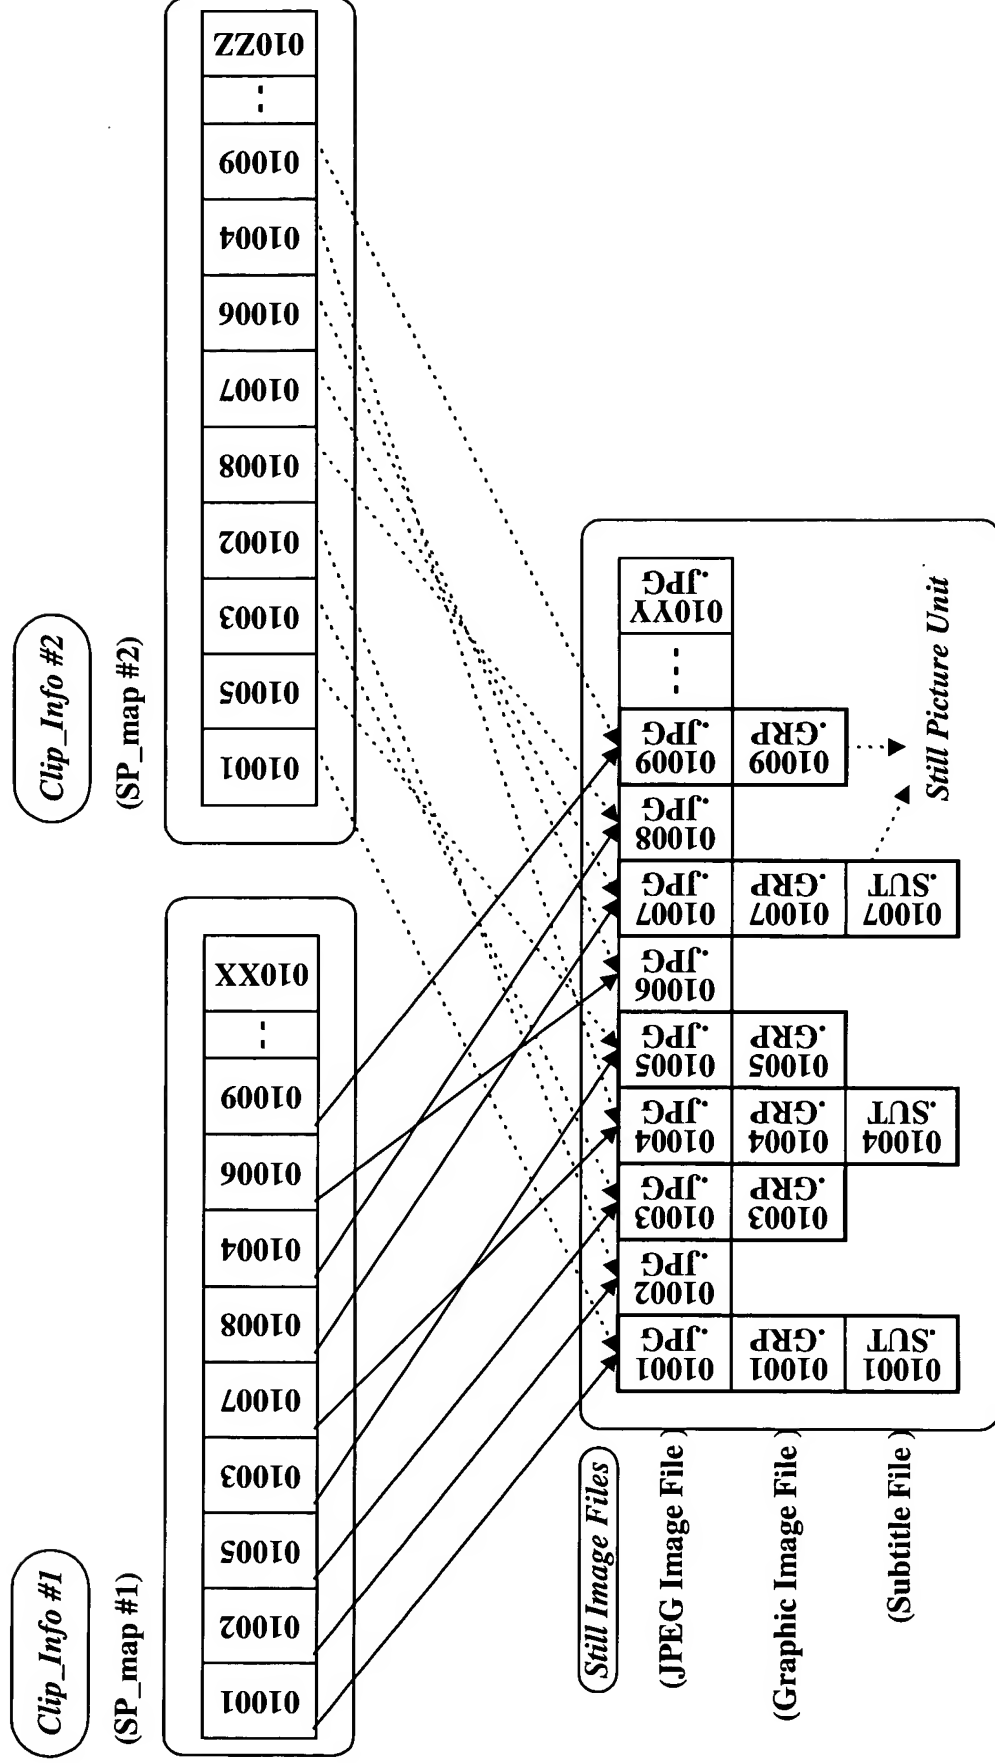 Clip_Info #1
(SP_map #1)
01001
01002
01005
01003
01007
01008
01004
01006
01009
010XX
Clip_Info #2
(SP_map #2)
01001
01005
01003
01002
01008
01007
01006
01004
01009
010ZZ
Still Image Files
(JPEG Image File)
01001
.JPG
01002
.JPG
01003
.JPG
01004
.JPG
01005
.JPG
01006
.JPG
01007
.JPG
01008
.JPG
01009
.JPG
010YY
.JPG
(Graphic Image File)
01001
.GRP
01003
.GRP
01004
.GRP
01005
.GRP
01007
.GRP
01009
.GRP
(Subtitle File)
01001
.SUT
01004
.SUT
01007
.SUT
Still Picture Unit